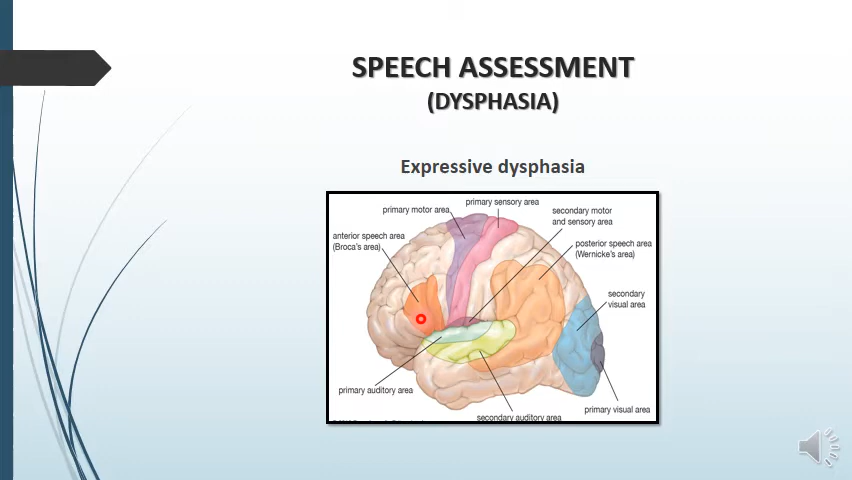 SPEECH ASSESSMENT
(DYSPHASIA)
Expressive dysphasia
primary sensory area
primary motor area
secondary motor
and sensory area
anterior speech area
(Broca's area)
posterior speech area
(Wernicke's area)
secondary
visual area
primary auditory area
secondary auditory area
primary visual area